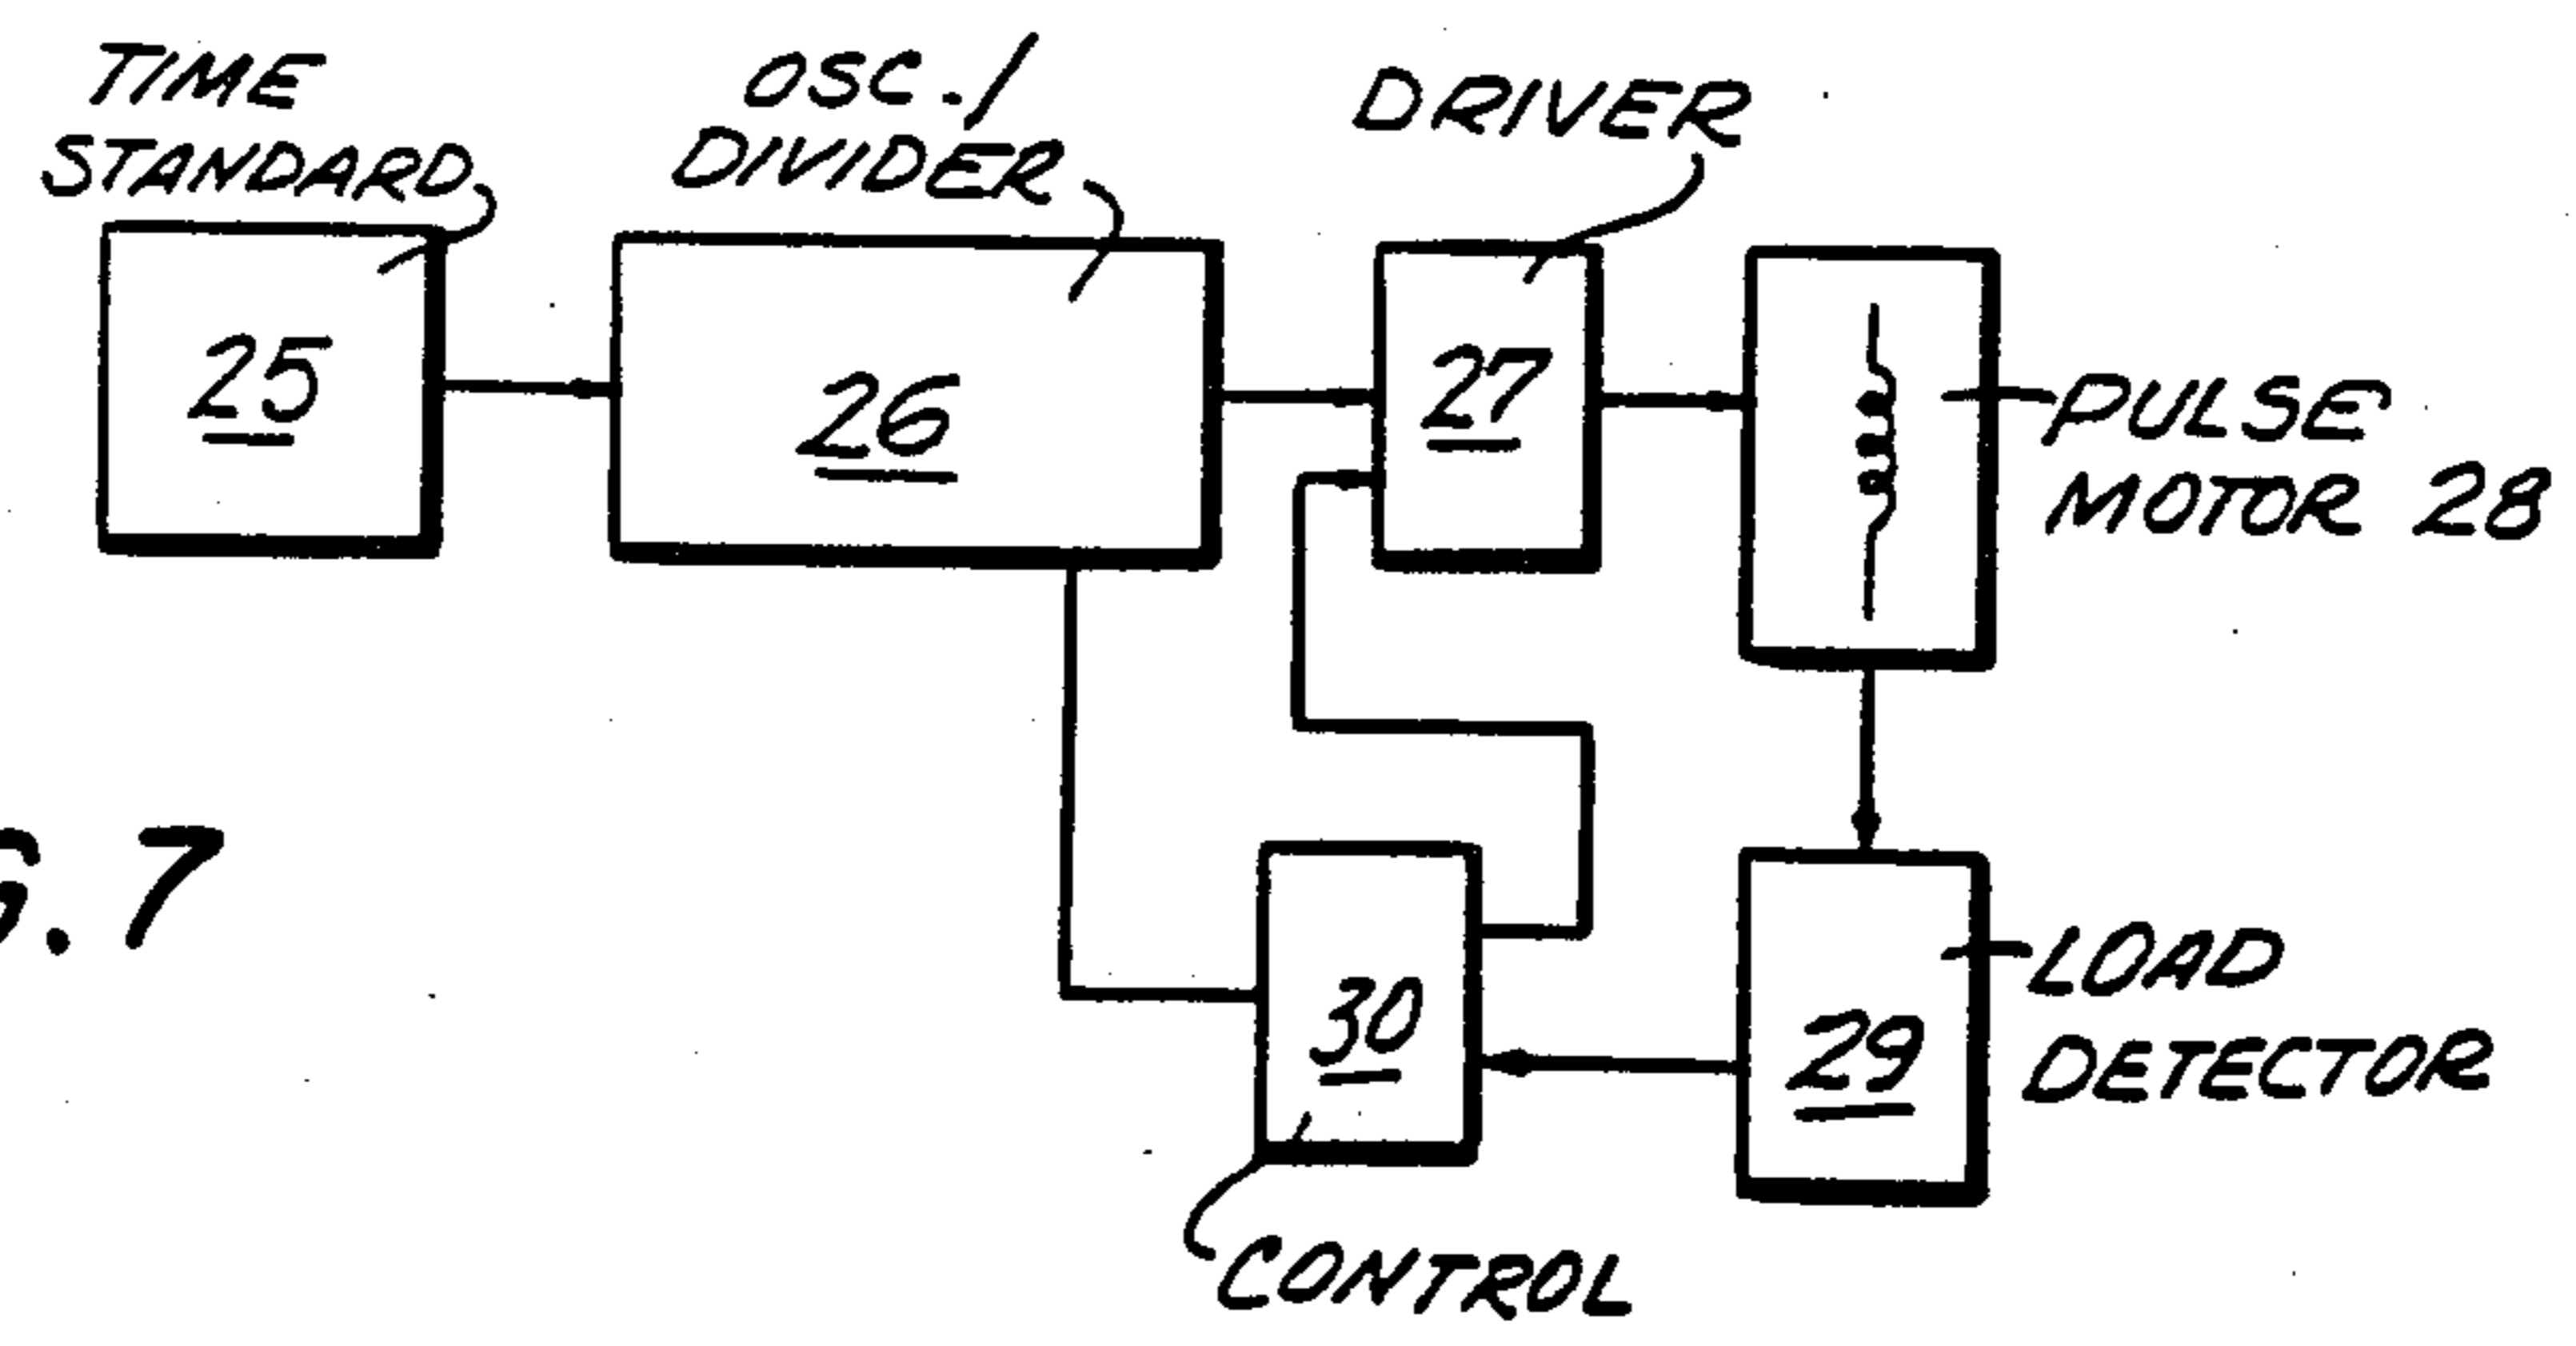 TIME
STANDARD
OSC./
DIVIDER
DRIVER
25
26
27
PULSE
MOTOR 28
G.7
30
29
LOAD
DETECTOR
CONTROL